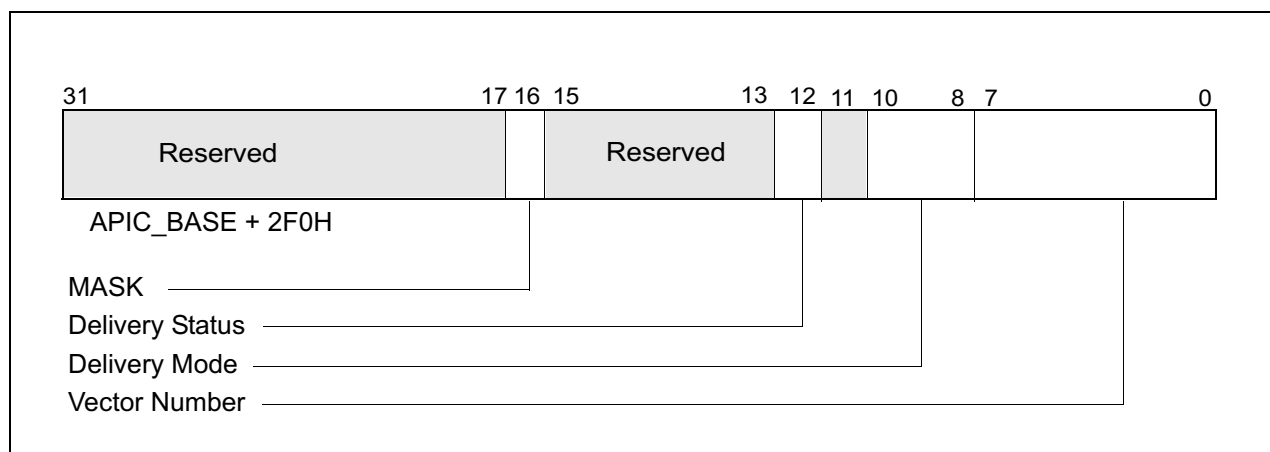 31 17 16 15 13 12 11 10 8 7 0
Reserved Reserved
APIC_BASE + 2F0H
MASK
Delivery Status
Delivery Mode
Vector Number